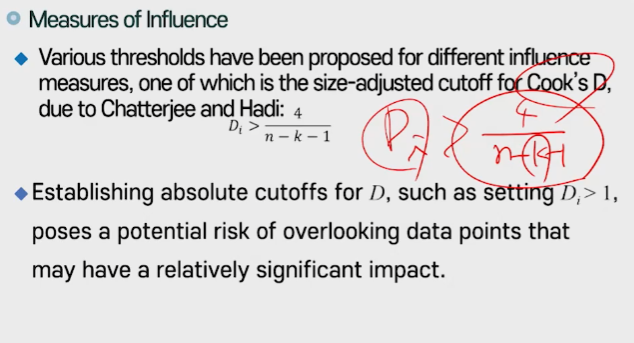 Measures of Influence
Various thresholds have been proposed for different influence
measures, one of which is the size-adjusted cutoff for Cook's D,
due to Chatterjee and Hadi:
D_i > 4 / (n − k − 1)
D_i > 4 / (n-k-1)
Establishing absolute cutoffs for D, such as setting D_i > 1,
poses a potential risk of overlooking data points that
may have a relatively significant impact.